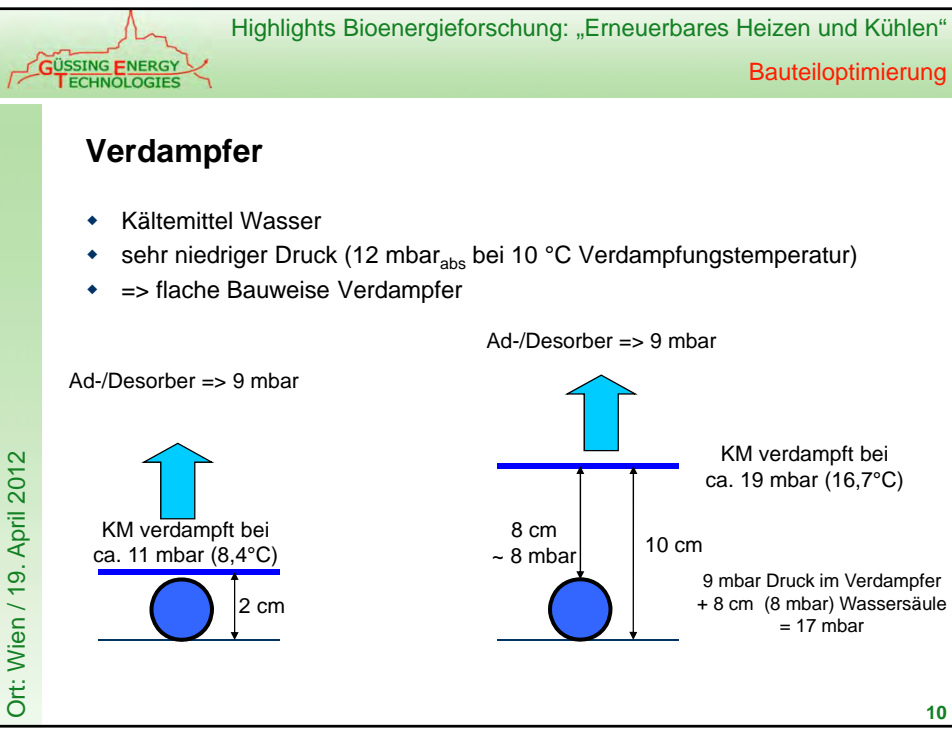 Highlights Bioenergieforschung: „Erneuerbares Heizen und Kühlen“
GÜSSING ENERGY
TECHNOLOGIES
Bauteiloptimierung
Verdampfer
Kältemittel Wasser
sehr niedriger Druck (12 mbarabs bei 10 °C Verdampfungstemperatur)
=> flache Bauweise Verdampfer
Ad-/Desorber => 9 mbar
KM verdampft bei
ca. 11 mbar (8,4°C)
2 cm
Ad-/Desorber => 9 mbar
KM verdampft bei
ca. 19 mbar (16,7°C)
8 cm
~ 8 mbar
10 cm
9 mbar Druck im Verdampfer
+ 8 cm (8 mbar) Wassersäule
= 17 mbar
Ort: Wien / 19. April 2012
10